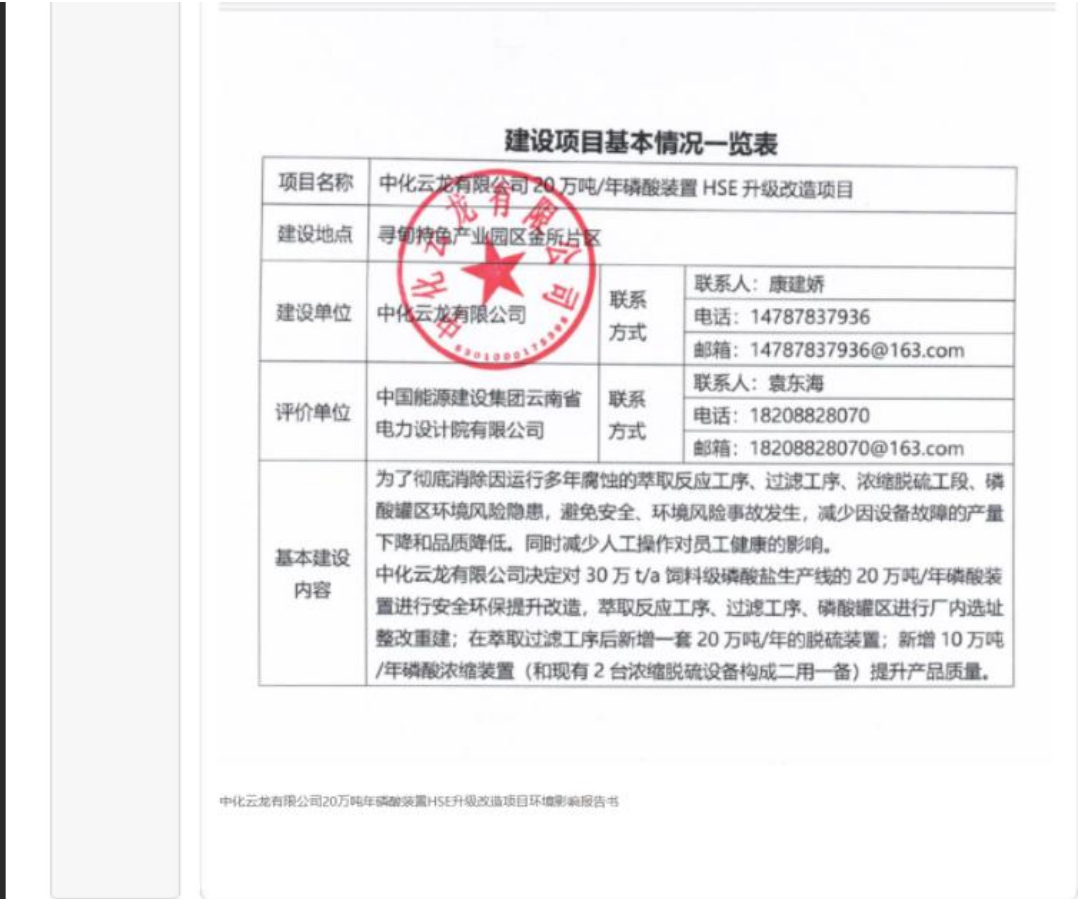 建设项目基本情况一览表
项目名称 中化云龙有限公司 20 万吨/年磷酸装置 HSE 升级改造项目
建设地点 寻甸特色产业园区金所片区
建设单位 中化云龙有限公司
联系
方式
联系人：康建娇
电话：14787837936
邮箱：14787837936@163.com
评价单位
中国能源建设集团云南省
电力设计院有限公司
联系
方式
联系人：袁东海
电话：18208828070
邮箱：18208828070@163.com
基本建设
内容
为了彻底消除因运行多年腐蚀的萃取反应工序、过滤工序、浓缩脱硫工段、磷
酸罐区环境风险隐患，避免安全、环境风险事故发生，减少因设备故障的产量
下降和品质降低。同时减少人工操作对员工健康的影响。
中化云龙有限公司决定对 30 万 t/a 饲料级磷酸盐生产线的 20 万吨/年磷酸装
置进行安全环保提升改造，萃取反应工序、过滤工序、磷酸罐区进行厂内选址
整改重建；在萃取过滤工序后新增一套 20 万吨/年的脱硫装置；新增 10 万吨
/年磷酸浓缩装置（和现有 2 台浓缩脱硫设备构成二用一备）提升产品质量。
中化云龙有限公司
中化云龙有限公司20万吨年磷酸装置HSE升级改造项目环境影响报告书